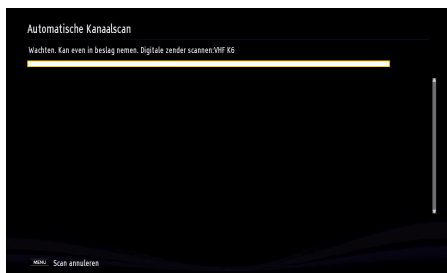 Automatische Kanaalscan
Wachten. Kan even in beslag nemen. Digitale zender scannen:VHF K6
MENU Scan annuleren